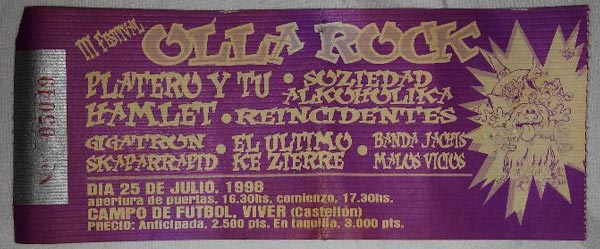 III FESTIVAL OLLA ROCK
PLATERO Y TU · SOZIEDAD ALKOHOLIKA
HAMLET · REINCIDENTES
GIGATRON · EL ULTIMO KE ZIERRE · BANDA JACHIS
SKAPARRAPID · MALOS VICIOS
DIA 25 DE JULIO, 1998
apertura de puertas, 16.30hs, comienzo, 17.30hs.
CAMPO DE FUTBOL, VIVER (Castellón)
PRECIO: Anticipada, 2.500 pts. En taquilla, 3.000 pts.
Nº 05049